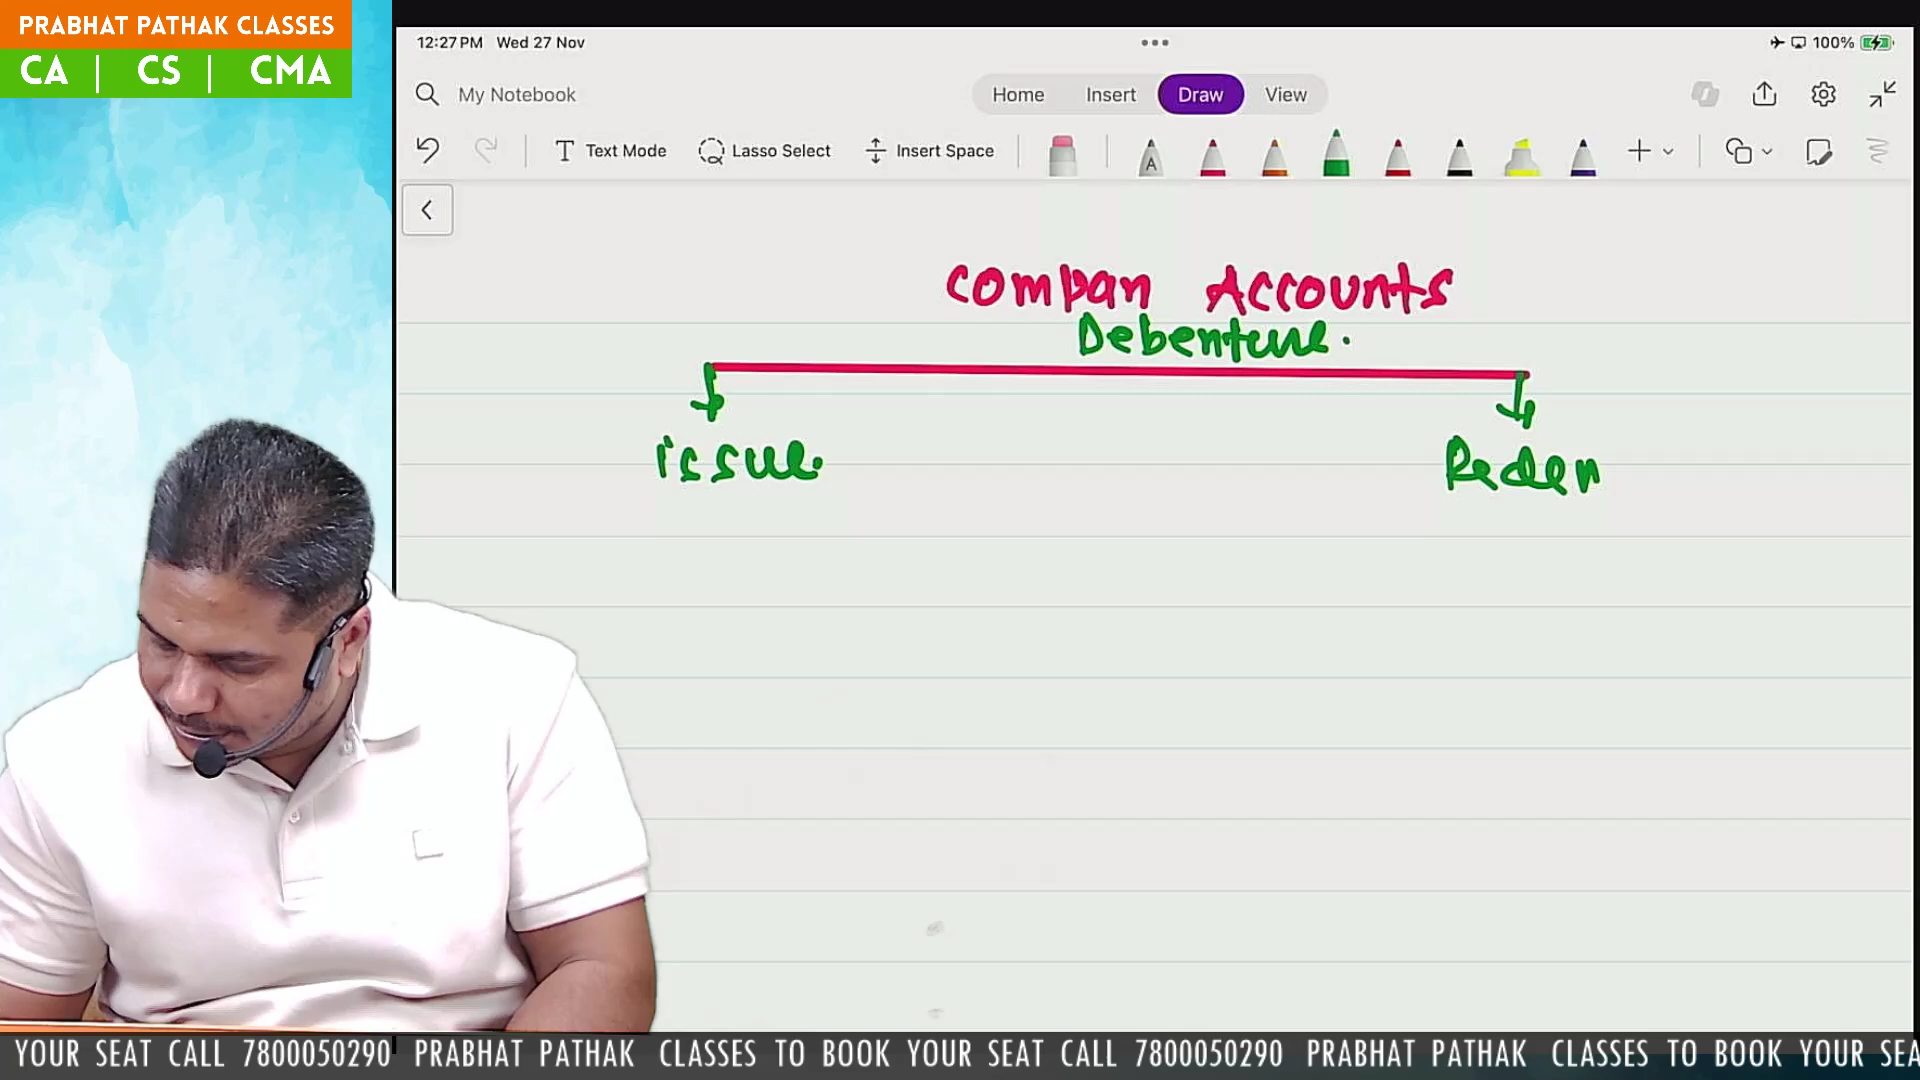 PRABHAT PATHAK CLASSES
CA | CS | CMA
12:27 PM Wed 27 Nov
100%
My Notebook
Home Insert Draw View
Text Mode Lasso Select Insert Space
A
Compan Accounts
Debenture.
issue.
Redem
YOUR SEAT CALL 7800050290 PRABHAT PATHAK CLASSES TO BOOK YOUR SEAT CALL 7800050290 PRABHAT PATHAK CLASSES TO BOOK YOUR SEA